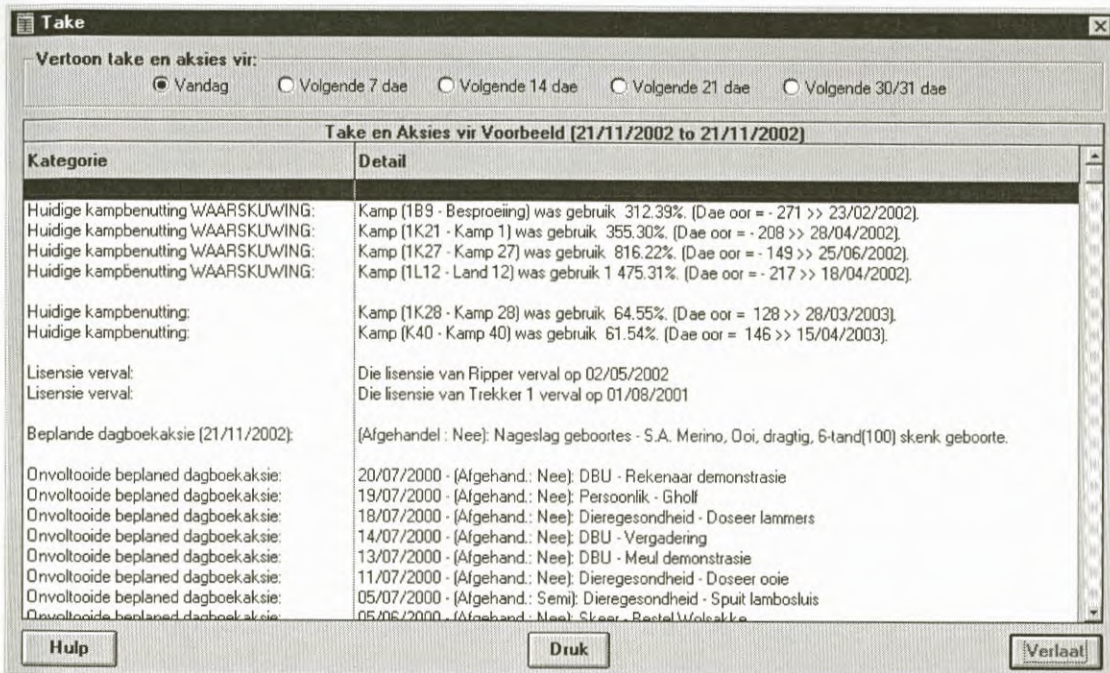 Take
Vertoon take en aksies vir:
Vandag Volgende 7 dae Volgende 14 dae Volgende 21 dae Volgende 30/31 dae
Take en Aksies vir Voorbeeld (21/11/2002 to 21/11/2002)
Kategorie Detail
Huidige kampbenutting WAARSKUWING: Kamp (1B9 - Besproeiing) was gebruik 312.39%. (Dae oor = - 271 >> 23/02/2002).
Huidige kampbenutting WAARSKUWING: Kamp (1K21 - Kamp 1) was gebruik 355.30%. (Dae oor = - 208 >> 28/04/2002).
Huidige kampbenutting WAARSKUWING: Kamp (1K27 - Kamp 27) was gebruik 816.22%. (Dae oor = - 149 >> 25/06/2002).
Huidige kampbenutting WAARSKUWING: Kamp (1L12 - Land 12) was gebruik 1 475.31%. (Dae oor = - 217 >> 18/04/2002).
Huidige kampbenutting: Kamp (1K28 - Kamp 28) was gebruik 64.55%. (Dae oor = 128 >> 28/03/2003).
Huidige kampbenutting: Kamp (K40 - Kamp 40) was gebruik 61.54%. (Dae oor = 146 >> 15/04/2003).
Lisensie verval: Die lisensie van Ripper verval op 02/05/2002
Lisensie verval: Die lisensie van Trekker 1 verval op 01/08/2001
Beplande dagboekaksie (21/11/2002): (Afgehandel : Nee): Nageslag geboortes - S.A. Merino, Ooi, dragtig, 6-tand(100) skenk geboorte.
Onvoltooide beplaned dagboekaksie: 20/07/2000 - (Afgehand.: Nee): DBU - Rekenaar demonstrasie
Onvoltooide beplaned dagboekaksie: 19/07/2000 - (Afgehand.: Nee): Persoonlik - Gholf
Onvoltooide beplaned dagboekaksie: 18/07/2000 - (Afgehand.: Nee): Dieregesondheid - Doseer lammers
Onvoltooide beplaned dagboekaksie: 14/07/2000 - (Afgehand.: Nee): DBU - Vergadering
Onvoltooide beplaned dagboekaksie: 13/07/2000 - (Afgehand.: Nee): DBU - Meul demonstrasie
Onvoltooide beplaned dagboekaksie: 11/07/2000 - (Afgehand.: Nee): Dieregesondheid - Doseer ooie
Onvoltooide beplaned dagboekaksie: 05/07/2000 - (Afgehand.: Semi): Dieregesondheid - Spuit lambosluis
Onvoltooide beplaned dagboekaksie: 05/06/2000 - (Afgehand.: Nee): Skeer - Bestel Wolsakke
Hulp Druk Verlaat